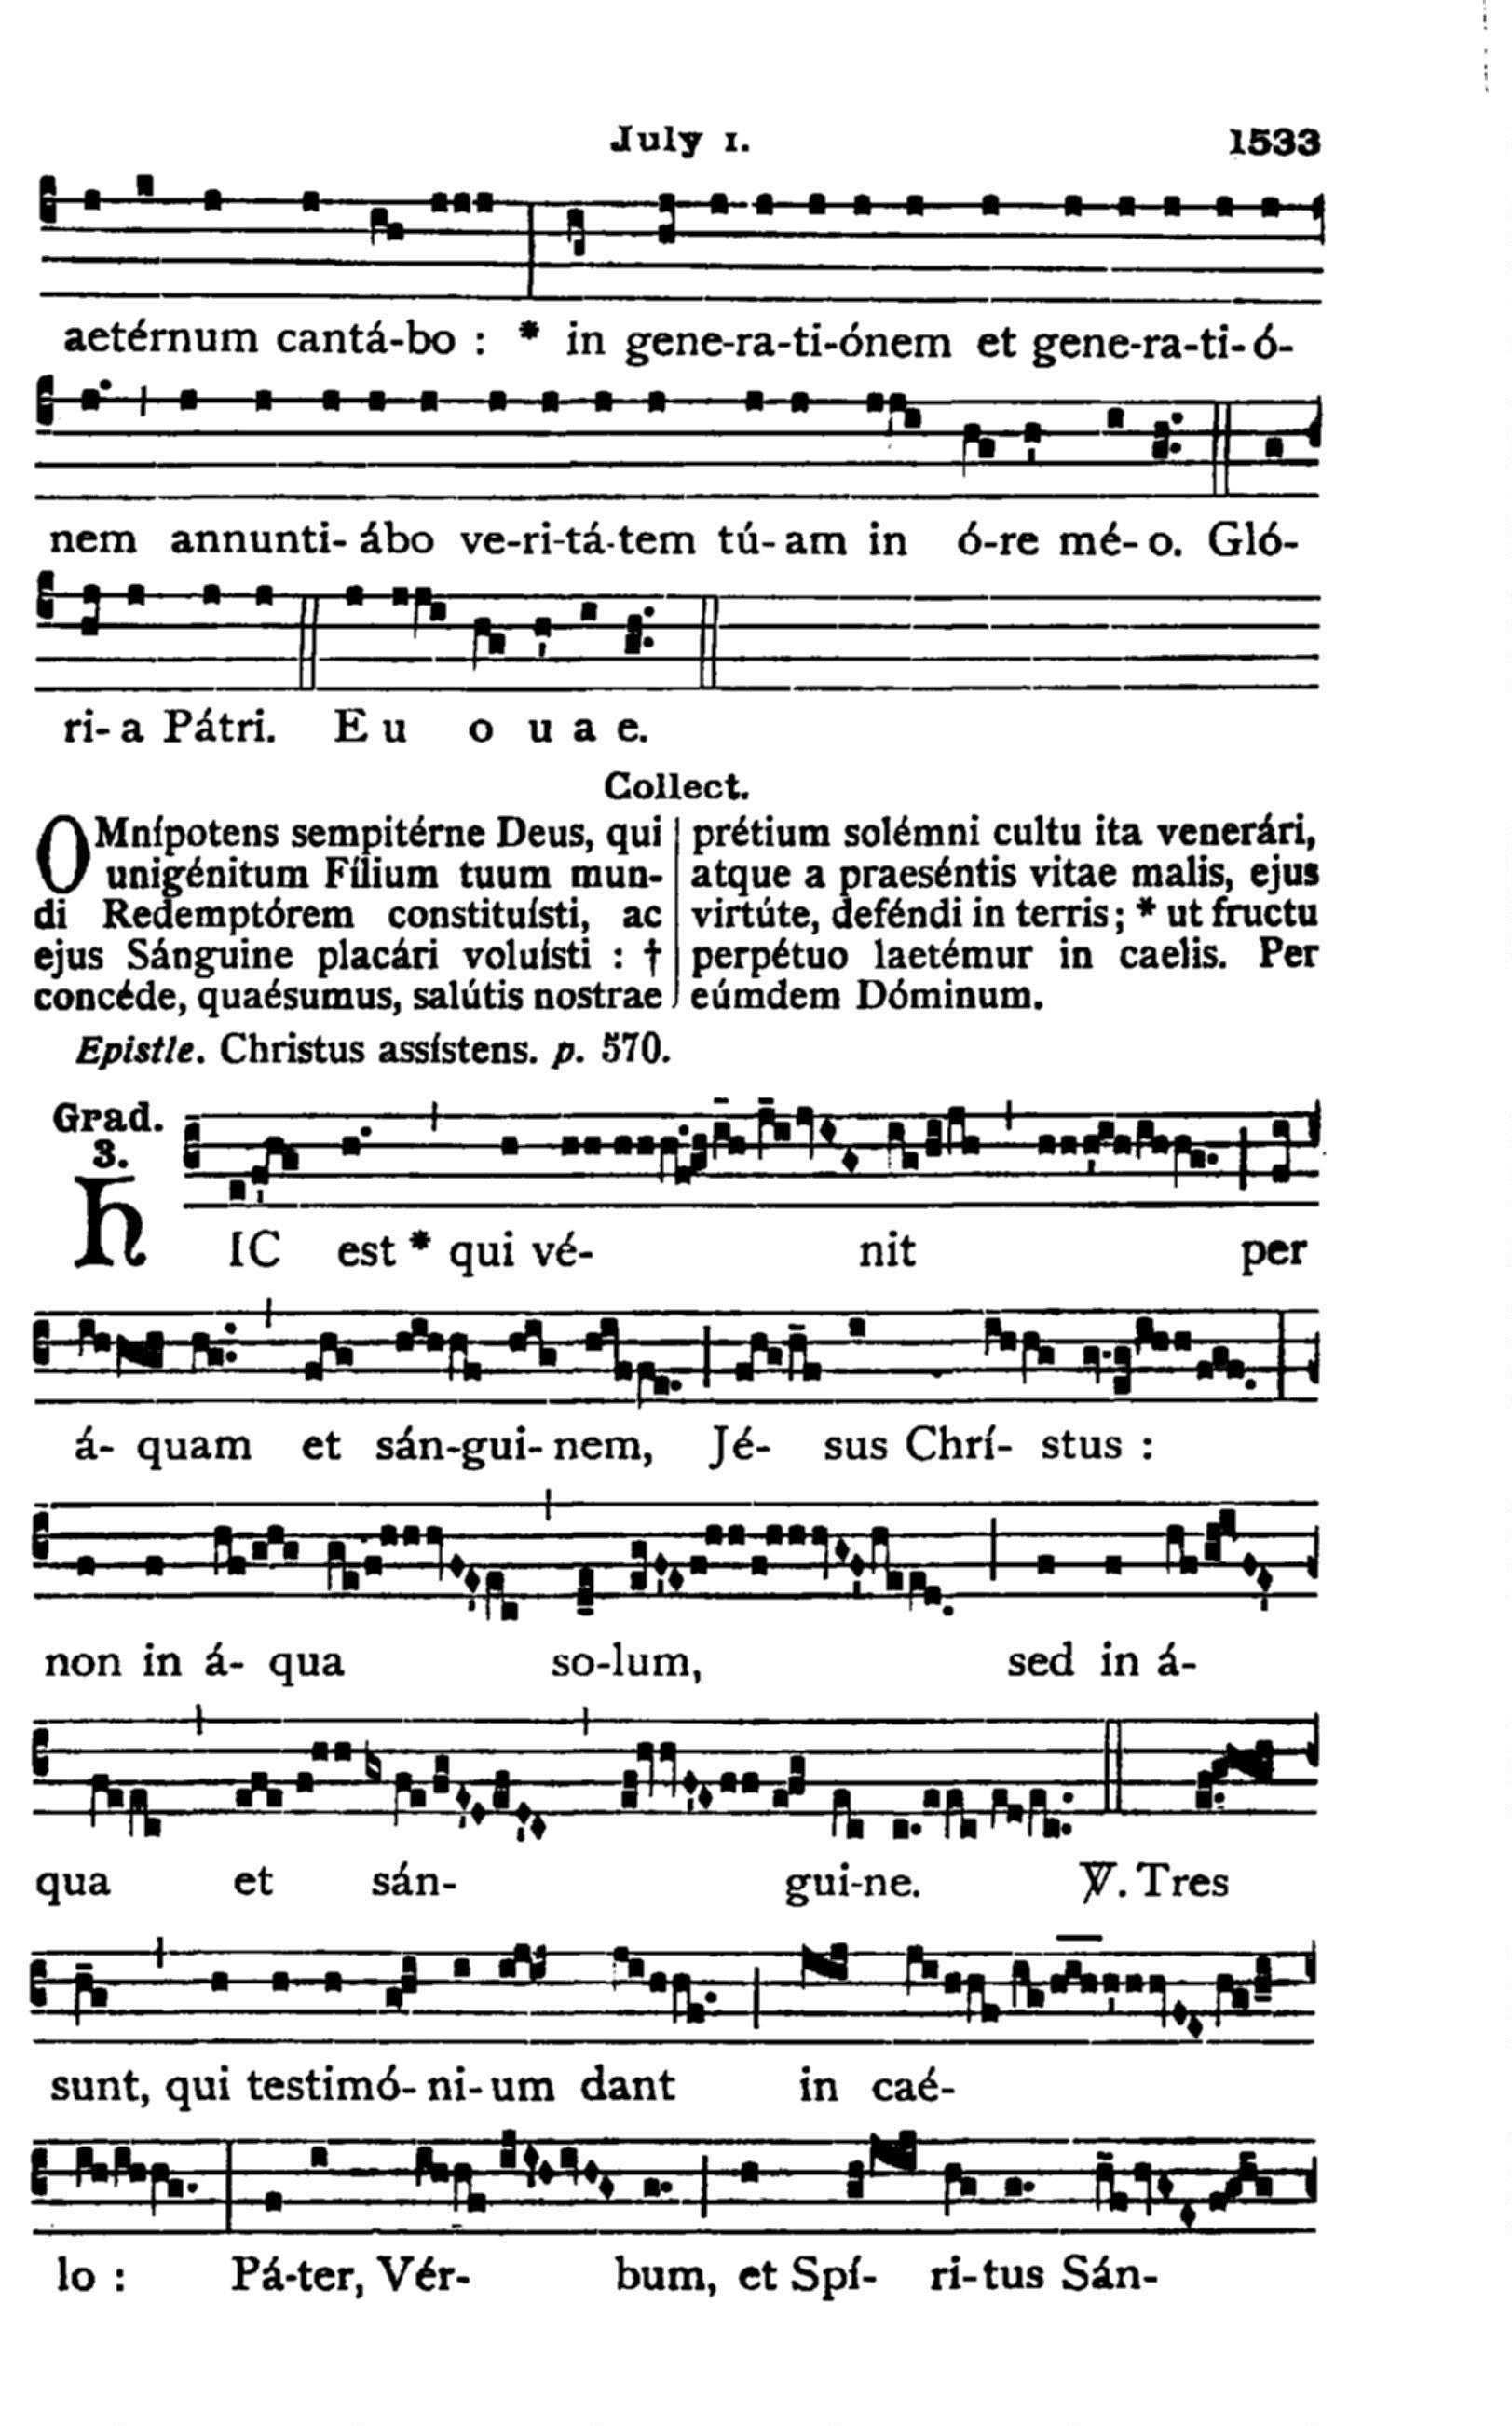 July 1. 1533
aetérnum cantá-bo : * in gene-ra-ti-ónem et gene-ra-ti-ó-
nem annunti-ábo ve-ri-tá-tem tú-am in ó-re mé-o. Gló-
ri-a Pátri. E u o u a e.
Collect.
OMnípotens sempitérne Deus, qui
unigénitum Fílium tuum mun-
di Redemptórem constituísti, ac
ejus Sánguine placári voluísti : †
concéde, quaésumus, salútis nostrae
prétium solémni cultu ita venerári,
atque a praeséntis vitae malis, ejus
virtúte, deféndi in terris; * ut fructu
perpétuo laetémur in caelis. Per
eúmdem Dóminum.
Epistle. Christus assístens. p. 570.
Grad.
3.
HIC est * qui vé- nit per
á- quam et sán-gui-nem, Jé- sus Chrí- stus :
non in á- qua so-lum, sed in á-
qua et sán- gui-ne. ℣. Tres
sunt, qui testimó-ni-um dant in caé-
lo : Pá-ter, Vér- bum, et Spí- ri-tus Sán-